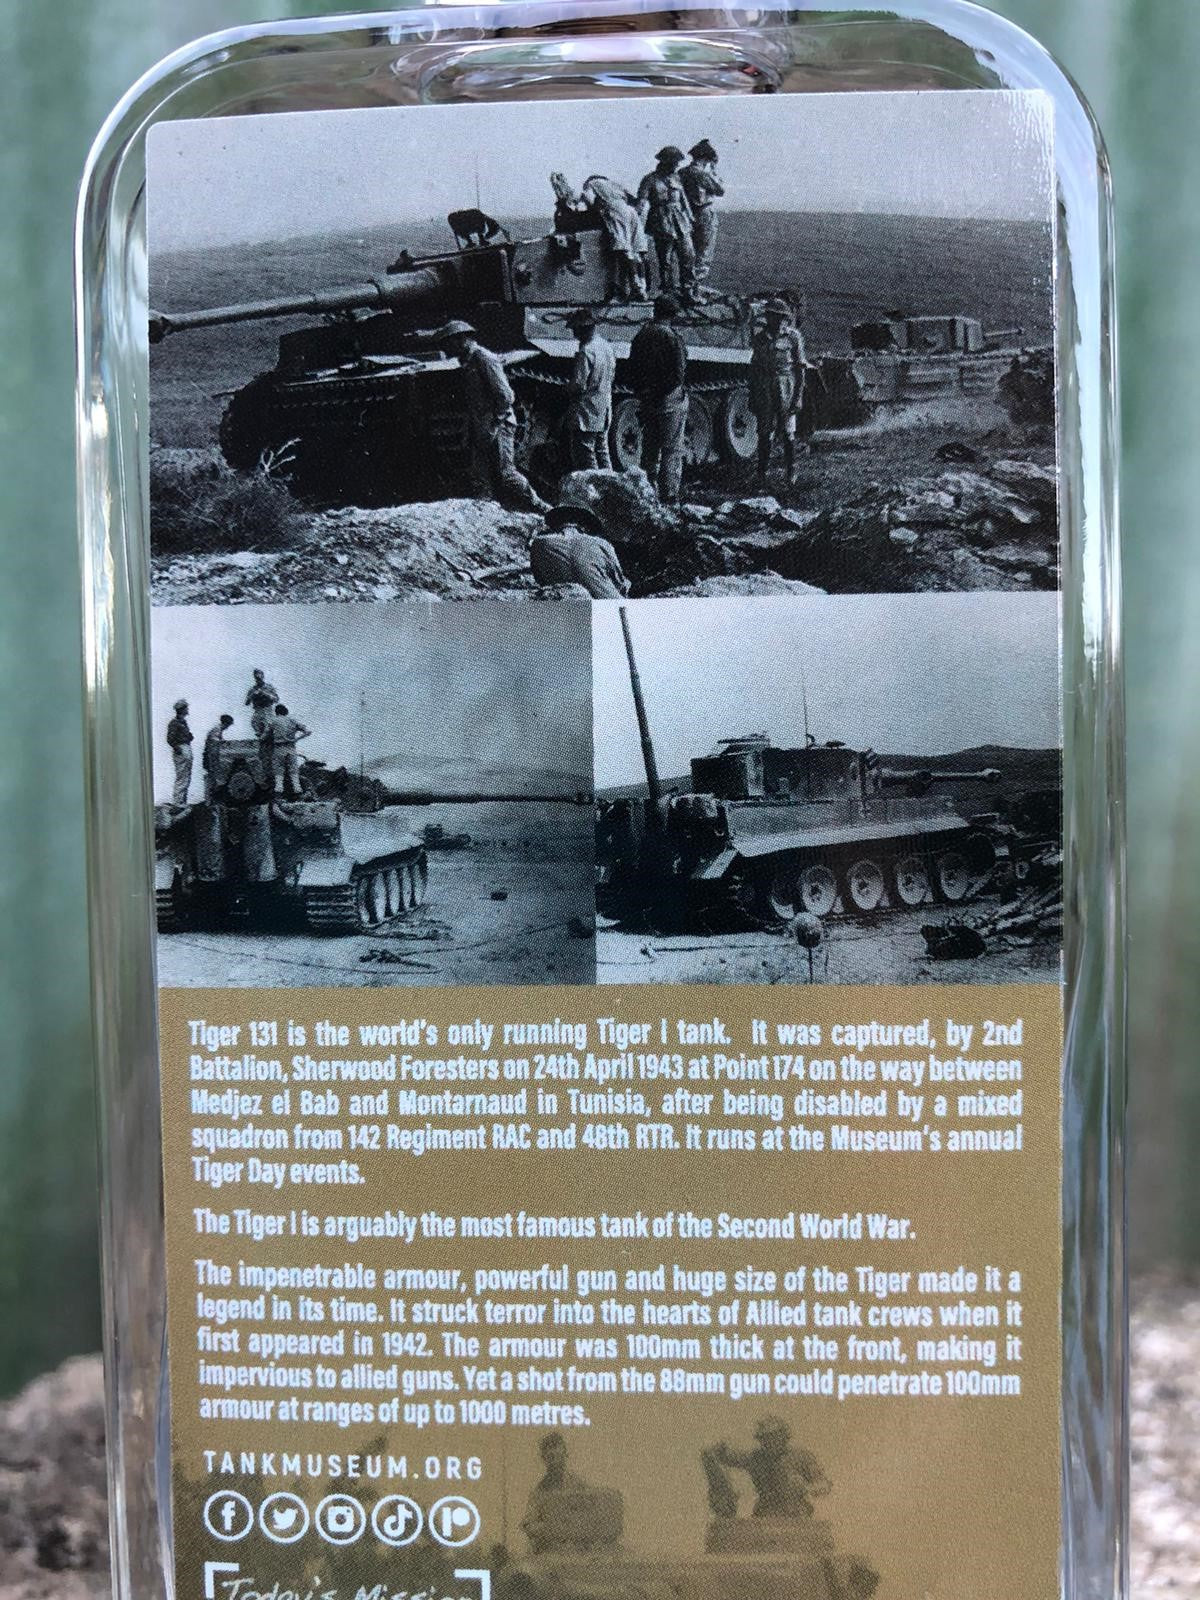 Tiger 131 is the world's only running Tiger I tank. It was captured, by 2nd
Battalion, Sherwood Foresters on 24th April 1943 at Point 174 on the way between
Medjez el Bab and Montarnaud in Tunisia, after being disabled by a mixed
squadron from 142 Regiment RAC and 48th RTR. It runs at the Museum's annual
Tiger Day events.
The Tiger I is arguably the most famous tank of the Second World War.
The impenetrable armour, powerful gun and huge size of the Tiger made it a
legend in its time. It struck terror into the hearts of Allied tank crews when it
first appeared in 1942. The armour was 100mm thick at the front, making it
impervious to allied guns. Yet a shot from the 88mm gun could penetrate 100mm
armour at ranges of up to 1000 metres.
TANKMUSEUM.ORG
Today's Mission